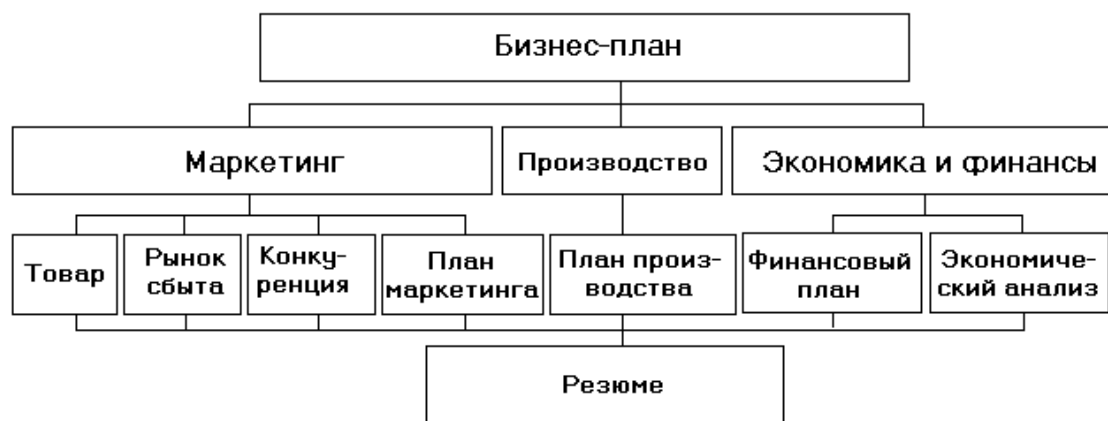 Бизнес-план
Маркетинг
Производство
Экономика и финансы
Товар
Рынок
сбыта
Конку-
ренция
План
маркетинга
План произ-
водства
Финансовый
план
Экономиче-
ский анализ
Резюме